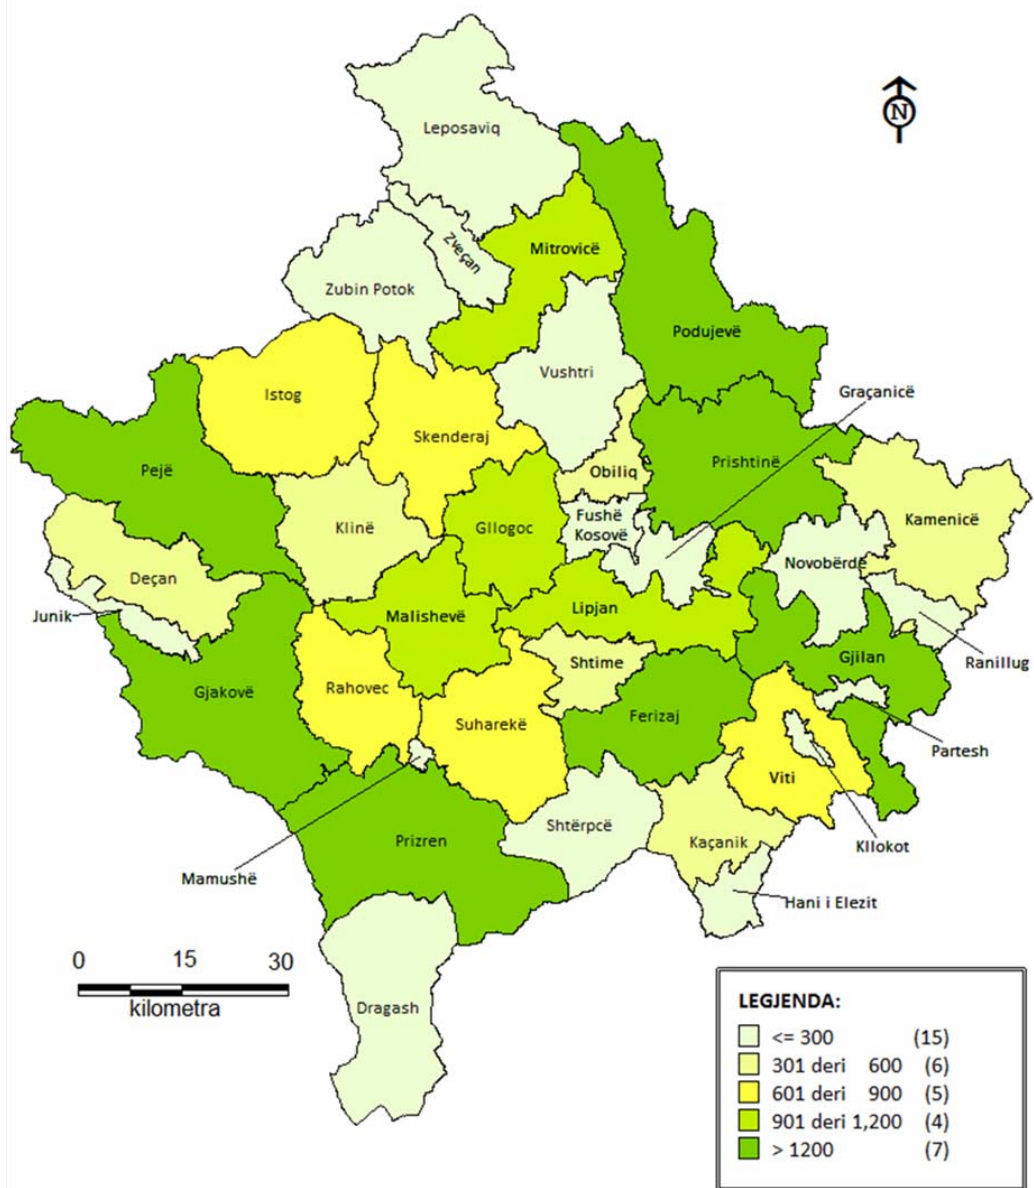 N
Leposaviq
Zveçan
Mitrovicë
Zubin Potok
Podujevë
Vushtri
Graçanicë
Istog
Skenderaj
Pejë
Obiliq
Prishtinë
Klinë
Gllogoc
Fushë
Kosovë
Kamenicë
Novobërdë
Deçan
Junik
Malishevë
Lipjan
Shtime
Gjilan
Ranillug
Gjakovë
Rahovec
Suharekë
Ferizaj
Partesh
Viti
Shtërpcë
Kaçanik
Kllokot
Prizren
Mamushë
Hani i Elezit
0 15 30
kilometra
Dragash
LEGJENDA:
<= 300 (15)
301 deri 600 (6)
601 deri 900 (5)
901 deri 1,200 (4)
> 1200 (7)